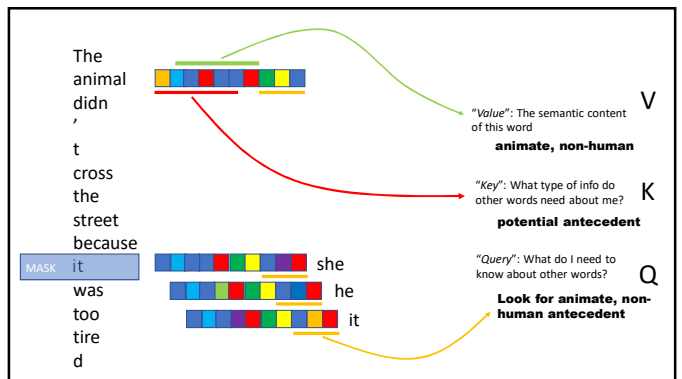 The
animal
didn
’
t
cross
the
street
because
MASK it
was
too
tire
d
she
he
it
V
“Value”: The semantic content
of this word
animate, non-human
K
“Key”: What type of info do
other words need about me?
potential antecedent
Q
“Query”: What do I need to
know about other words?
Look for animate, non-
human antecedent